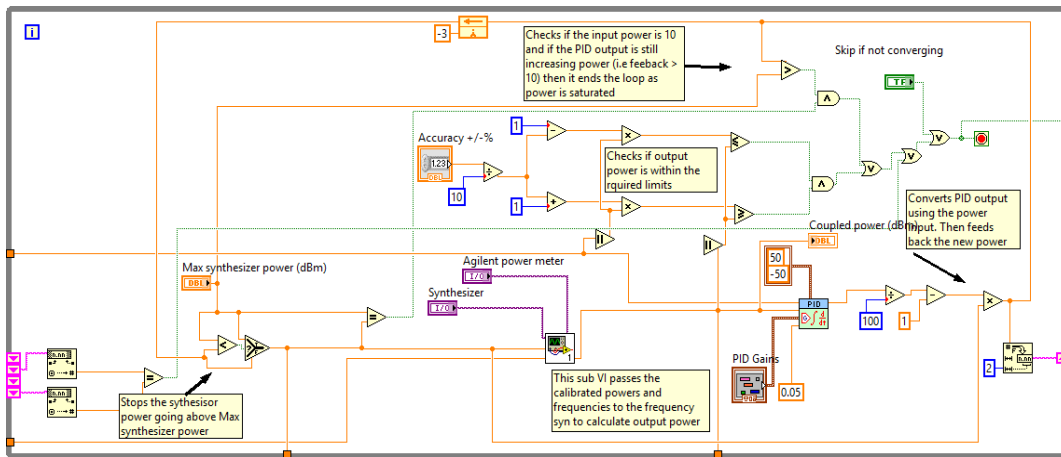 i
-3
Checks if the input power is 10
and if the PID output is still
increasing power (i.e feeback >
10) then it ends the loop as
power is saturated
Skip if not converging
TF
Accuracy +/-%
1.23
DBL
10
1
1
Checks if output
power is within the
rquired limits
Converts PID output
using the power
input. Then feeds
back the new power
Coupled power (dBm)
DBL
Max synthesizer power (dBm)
DBL
Agilent power meter
I/O
Synthesizer
I/O
50
-50
PID
100
1
PID Gains
0.05
2
1
This sub VI passes the
calibrated powers and
frequencies to the frequency
syn to calculate output power
Stops the sythesisor
power going above Max
synthesizer power